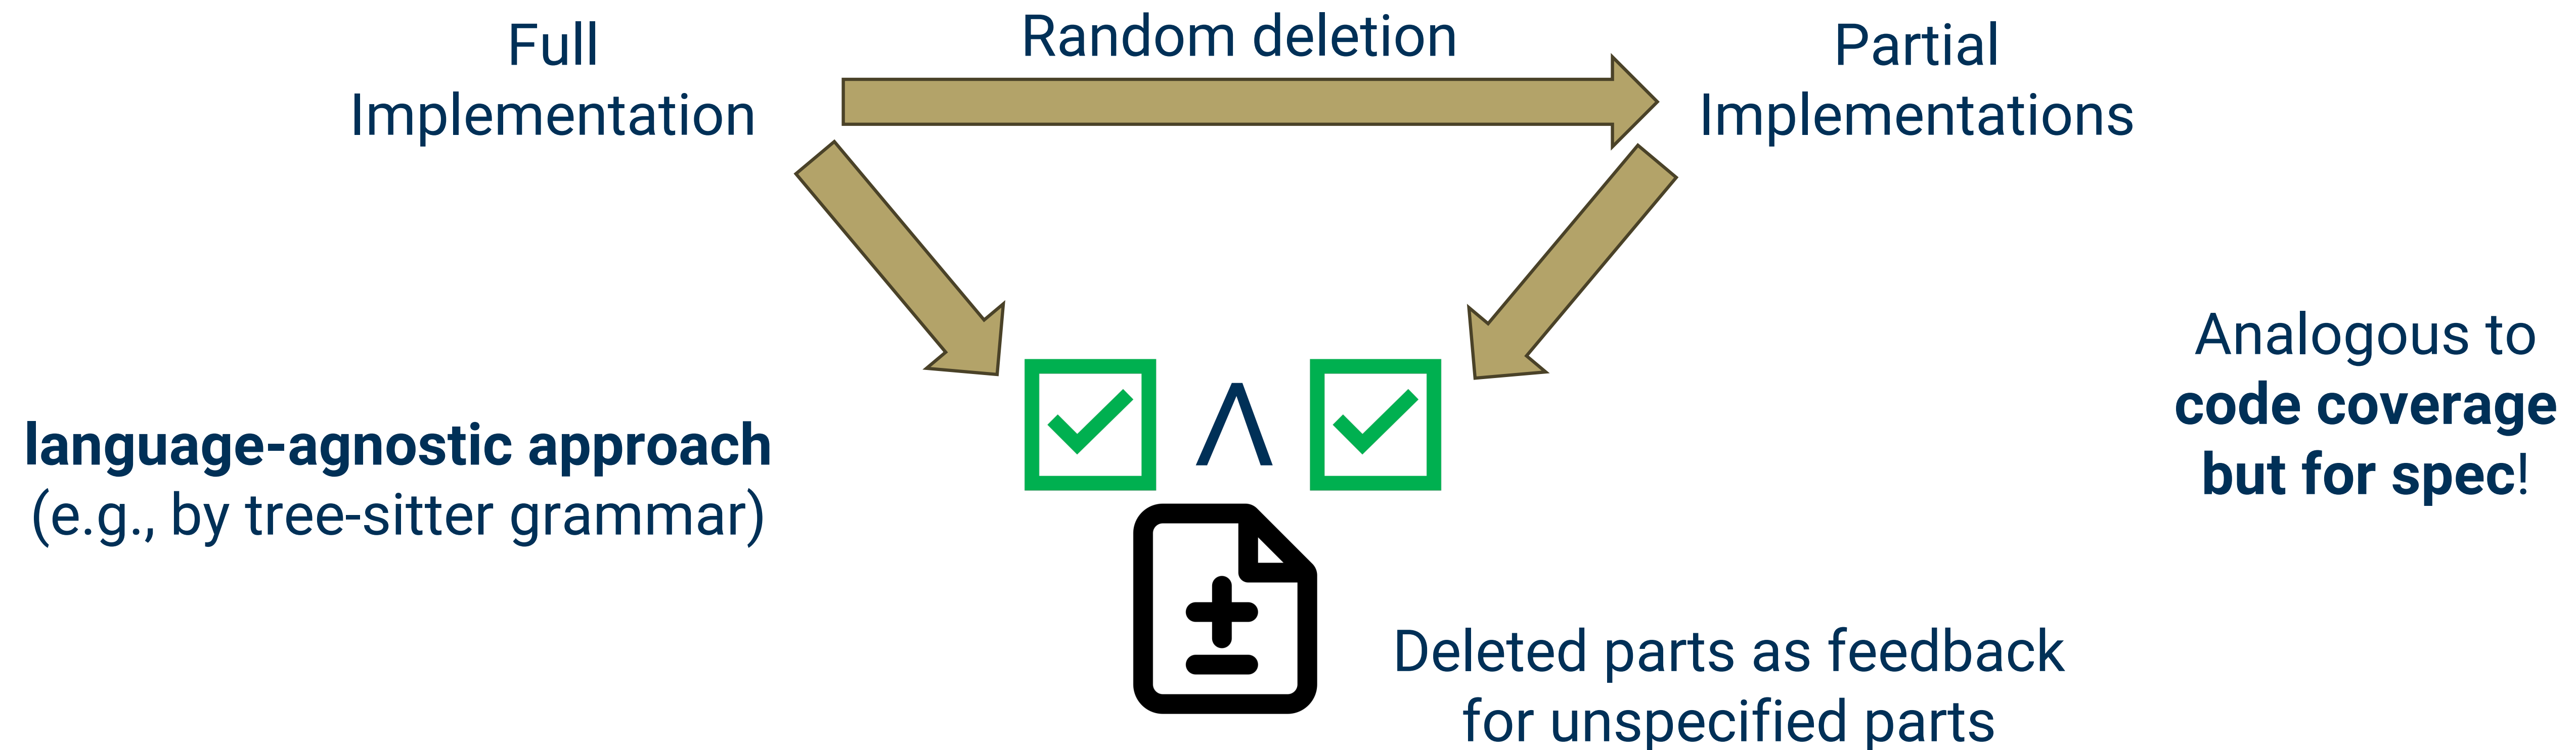 Full
Implementation
Random deletion
Partial
Implementations
Λ
language-agnostic approach
(e.g., by tree-sitter grammar)
Analogous to
code coverage
but for spec!
Deleted parts as feedback
for unspecified parts